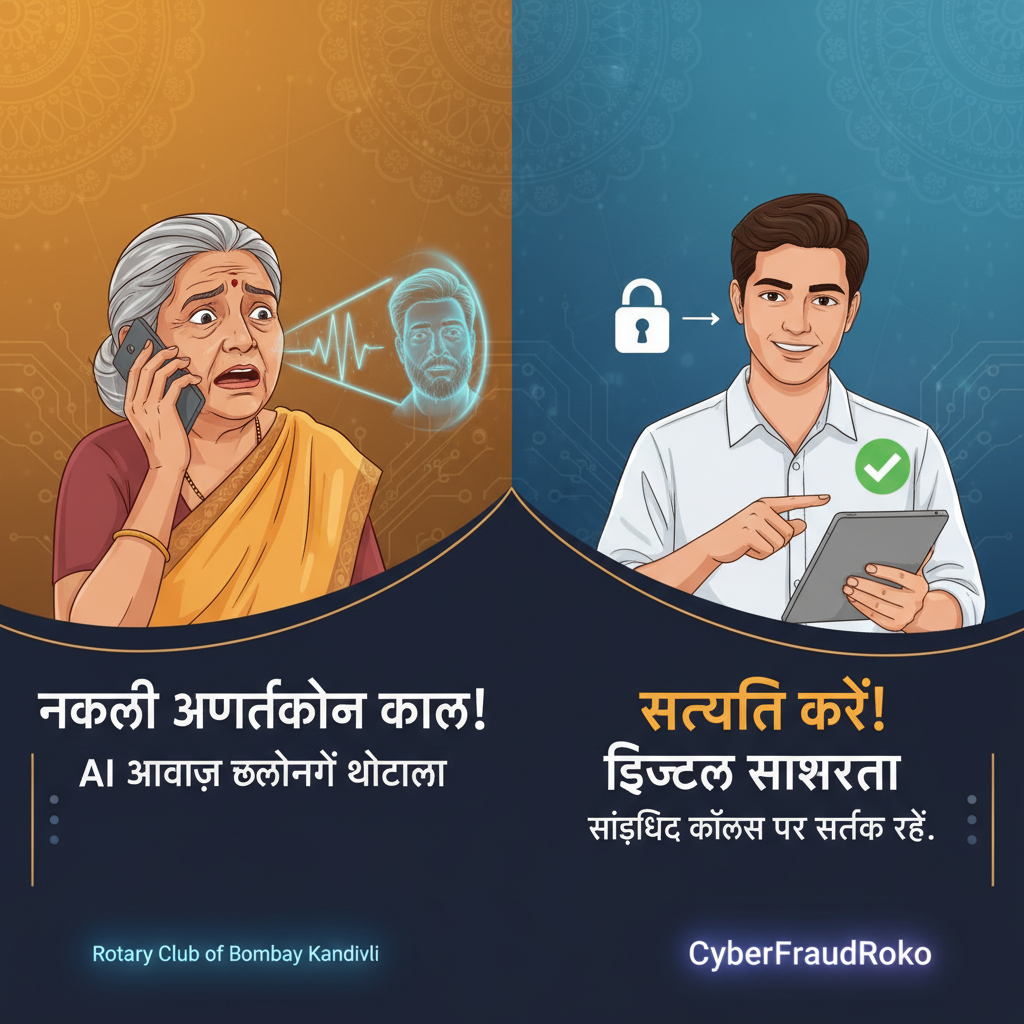 नकली अणर्तकोन काल!
AI आवाज़ छलोनगें थोटाला
सत्यति करें!
डिज्टल साशरता
सांड़धिद कॉलस पर सर्तक रहें.
Rotary Club of Bombay Kandivli
CyberFraudRoko